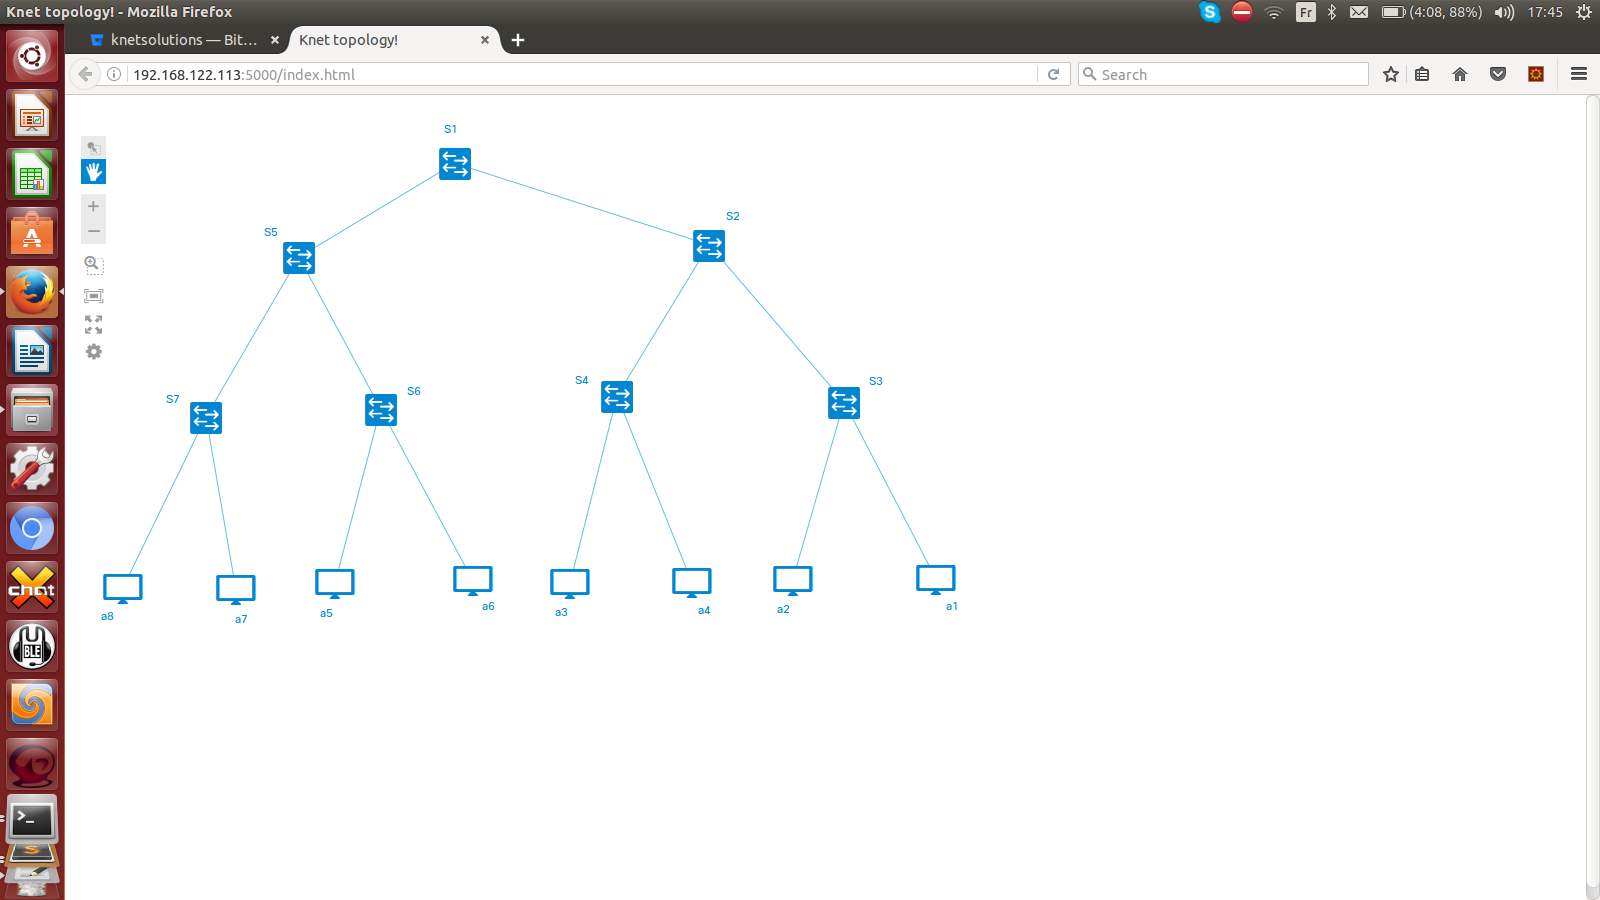 Knet topology! - Mozilla Firefox
Fr
(4:08, 88%)
17:45
knetsolutions — Bit...
Knet topology!
192.168.122.113:5000/index.html
Search
S1
S2
S5
S4
S3
S7
S6
a8
a7
a5
a6
a3
a4
a2
a1
chat
BLE